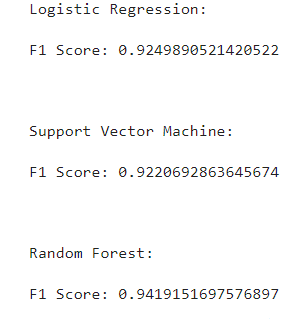 Logistic Regression:
F1 Score: 0.9249890521420522
Support Vector Machine:
F1 Score: 0.9220692863645674
Random Forest:
F1 Score: 0.9419151697576897